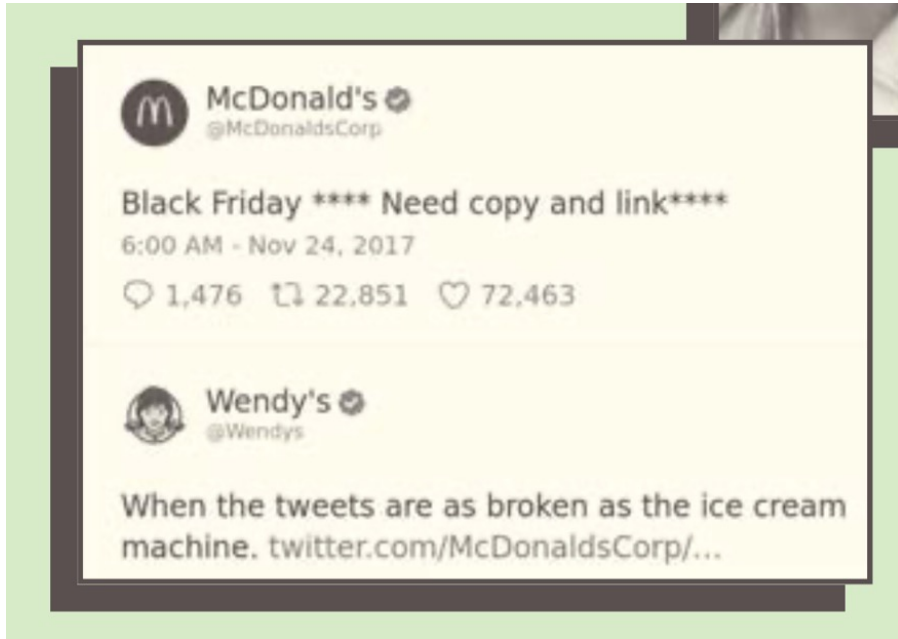 McDonald's
@McDonaldsCorp
Black Friday **** Need copy and link****
6:00 AM - Nov 24, 2017
1,476 22,851 72,463
Wendy's
@Wendys
When the tweets are as broken as the ice cream
machine. twitter.com/McDonaldsCorp/...